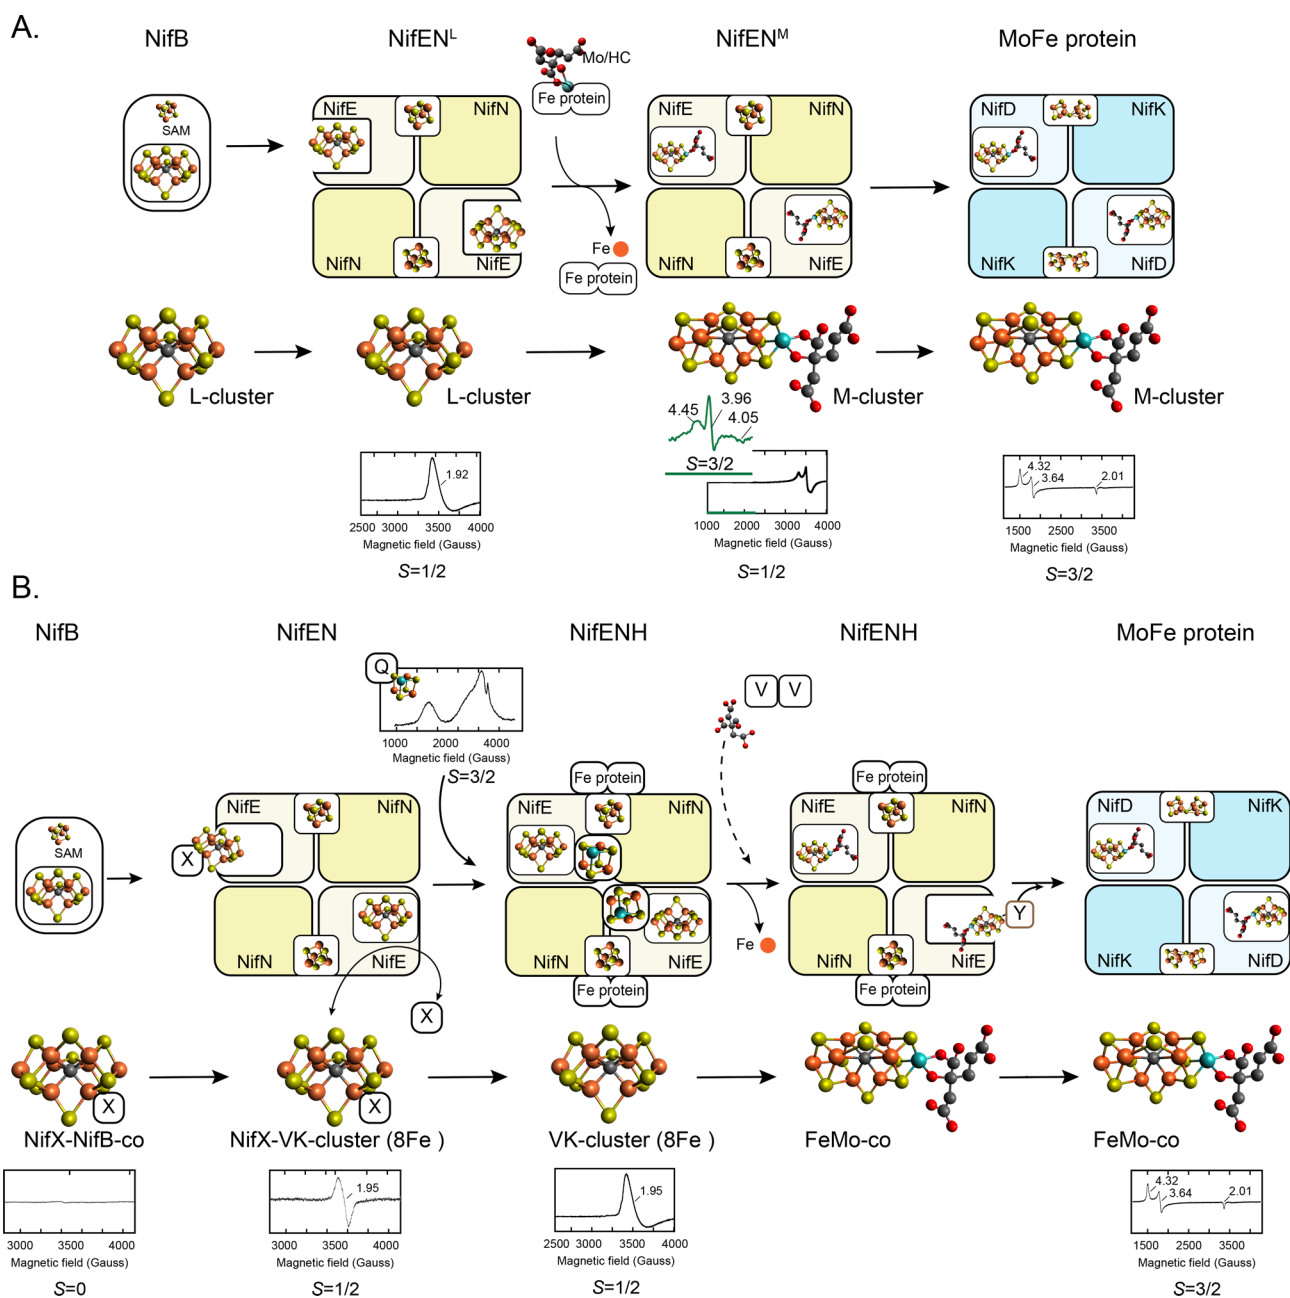 A.
NifB
NifENᴸ
NifENᴹ
MoFe protein
Mo/HC
Fe protein
SAM
NifE
NifN
NifN
NifE
Fe
Fe protein
NifE
NifN
NifN
NifE
NifD
NifK
NifK
NifD
L-cluster
L-cluster
M-cluster
M-cluster
1.92
2500 3000 3500 4000
Magnetic field (Gauss)
S=1/2
4.45
3.96
4.05
S=3/2
1000 2000 3000 4000
Magnetic field (Gauss)
S=1/2
4.32
3.64
2.01
1500 2500 3500
Magnetic field (Gauss)
S=3/2
B.
NifB
NifEN
NifENH
NifENH
MoFe protein
Q
1000 2000 4000
Magnetic field (Gauss)
S=3/2
V V
SAM
X
NifE
NifN
NifN
NifE
X
Fe protein
NifE
NifN
NifN
NifE
Fe protein
Fe
Fe protein
NifE
NifN
NifN
NifE
Fe protein
Y
NifD
NifK
NifK
NifD
X
X
NifX-NifB-co
NifX-VK-cluster (8Fe )
VK-cluster (8Fe )
FeMo-co
FeMo-co
3000 3500 4000
Magnetic field (Gauss)
S=0
1.95
3000 3500 4000
Magnetic field (Gauss)
S=1/2
1.95
2500 3000 3500 4000
Magnetic field (Gauss)
S=1/2
4.32
3.64
2.01
1500 2500 3500
Magnetic field (Gauss)
S=3/2